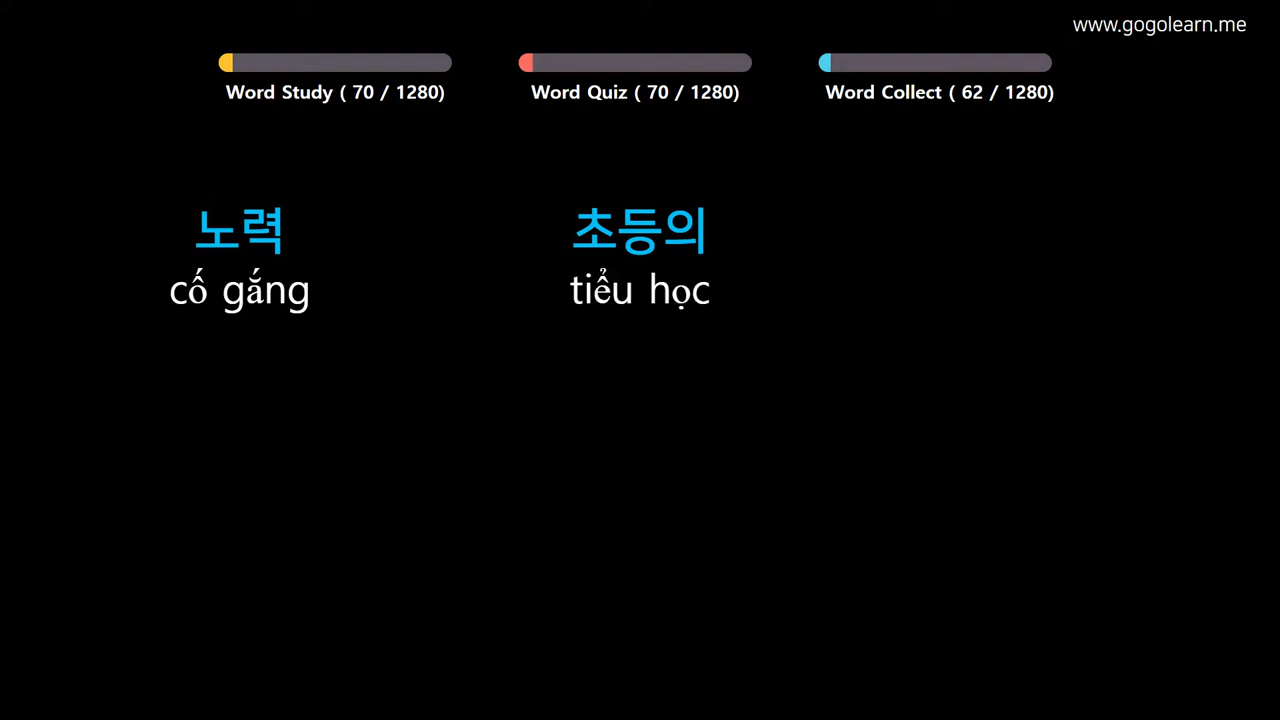 www.gogolearn.me
Word Study ( 70 / 1280)
Word Quiz ( 70 / 1280)
Word Collect ( 62 / 1280)
노력
cố gắng
초등의
tiểu học